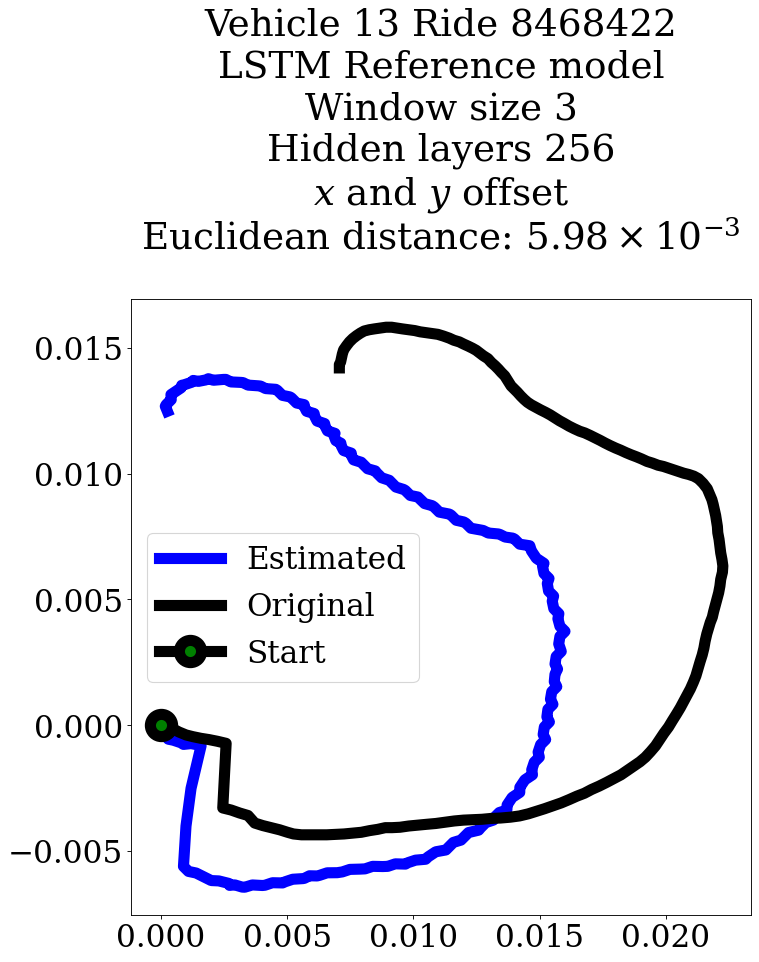 Vehicle 13 Ride 8468422
LSTM Reference model
Window size 3
Hidden layers 256
x and y offset
Euclidean distance: 5.98 × 10⁻³
0.015
0.010
0.005
0.000
−0.005
Estimated
Original
Start
0.000 0.005 0.010 0.015 0.020